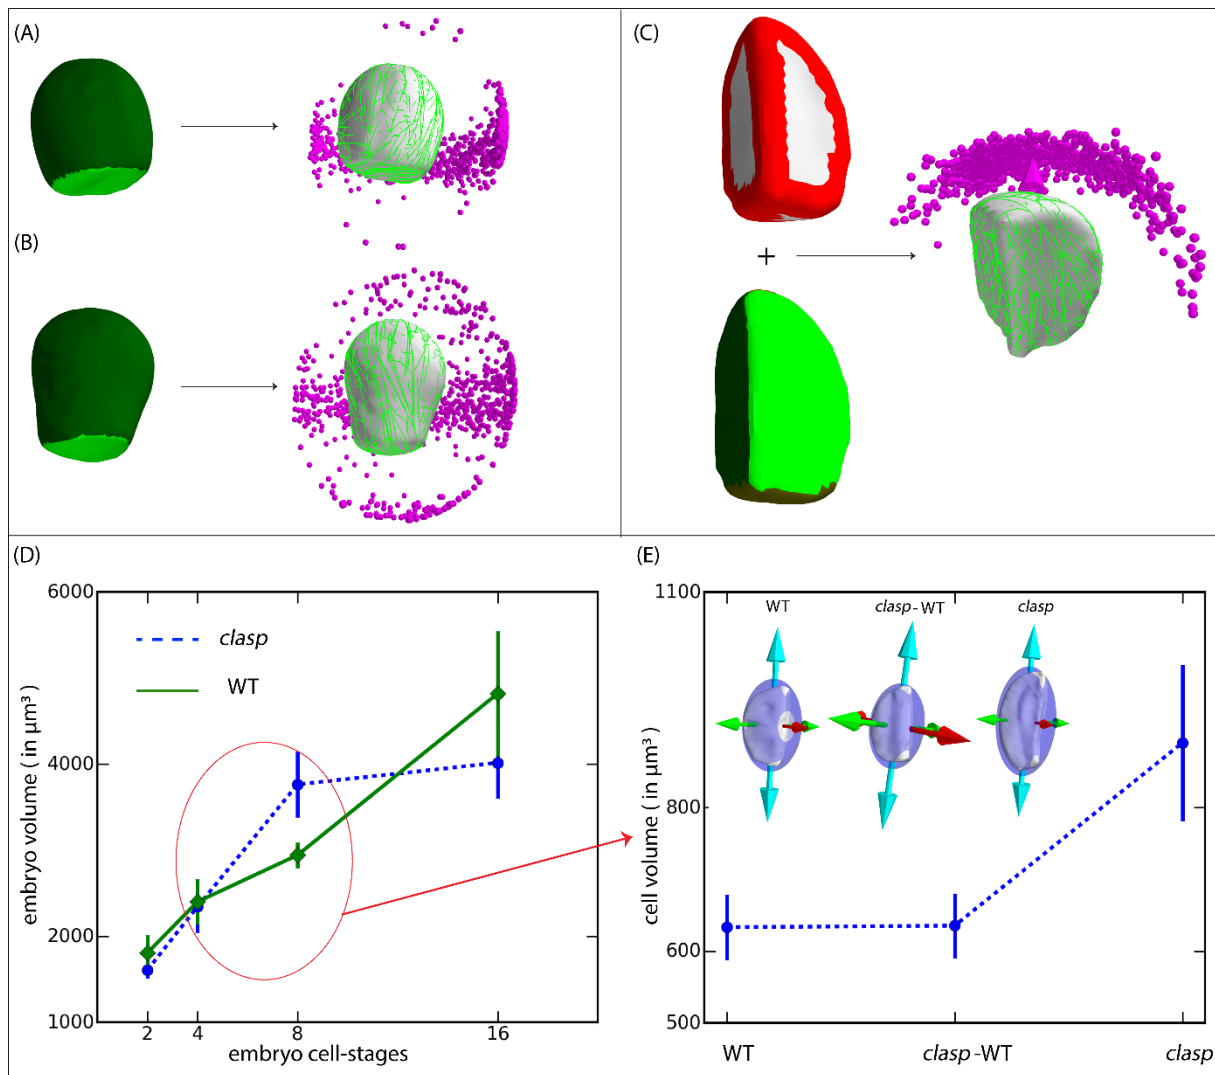 (A)
(B)
(C)
+
(D)
6000
4000
2000
1000
embryo volume ( in µm³ )
clasp
WT
2
4
8
16
embryo cell-stages
(E)
1100
800
600
500
cell volume ( in µm³ )
WT
clasp-WT
clasp
WT
clasp-WT
clasp